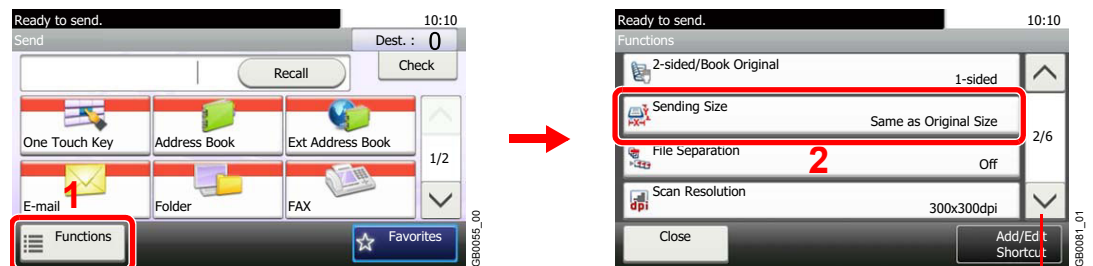 Ready to send. 10:10
Send Dest. : 0
Recall Check
One Touch Key Address Book Ext Address Book
1/2
E-mail Folder FAX
1
Functions Favorites
GB0055_00
Ready to send. 10:10
Functions
2-sided/Book Original 1-sided
Sending Size Same as Original Size
2/6
File Separation Off
2
Scan Resolution 300x300dpi
dpi
Close Add/Edit
Shortcut
GB0081_01